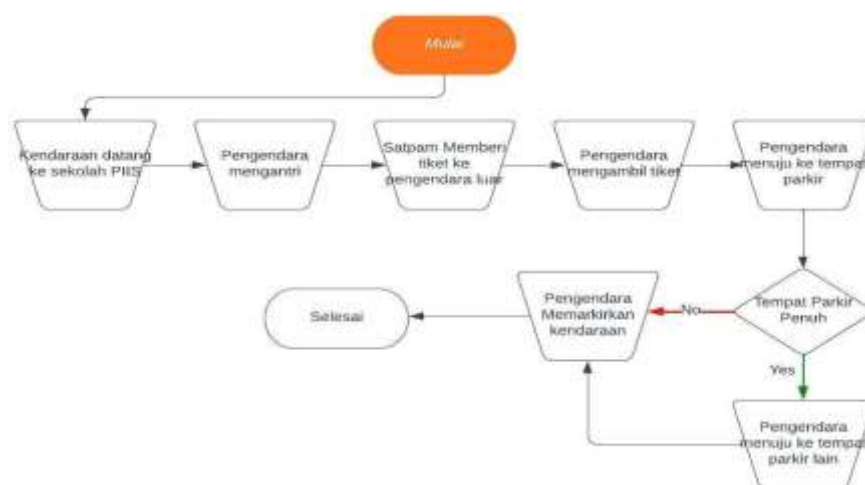 Mulai
Kendaraan datang
ke sekolah PIIS
Pengendara
mengantri
Satpam Memberi
tiket ke
pengendara luar
Pengendara
mengambil tiket
Pengendara
menuju ke tempat
parkir
Tempat Parkir
Penuh
No
Pengendara
Memarkirkan
kendaraan
Selesai
Yes
Pengendara
menuju ke tempat
parkir lain